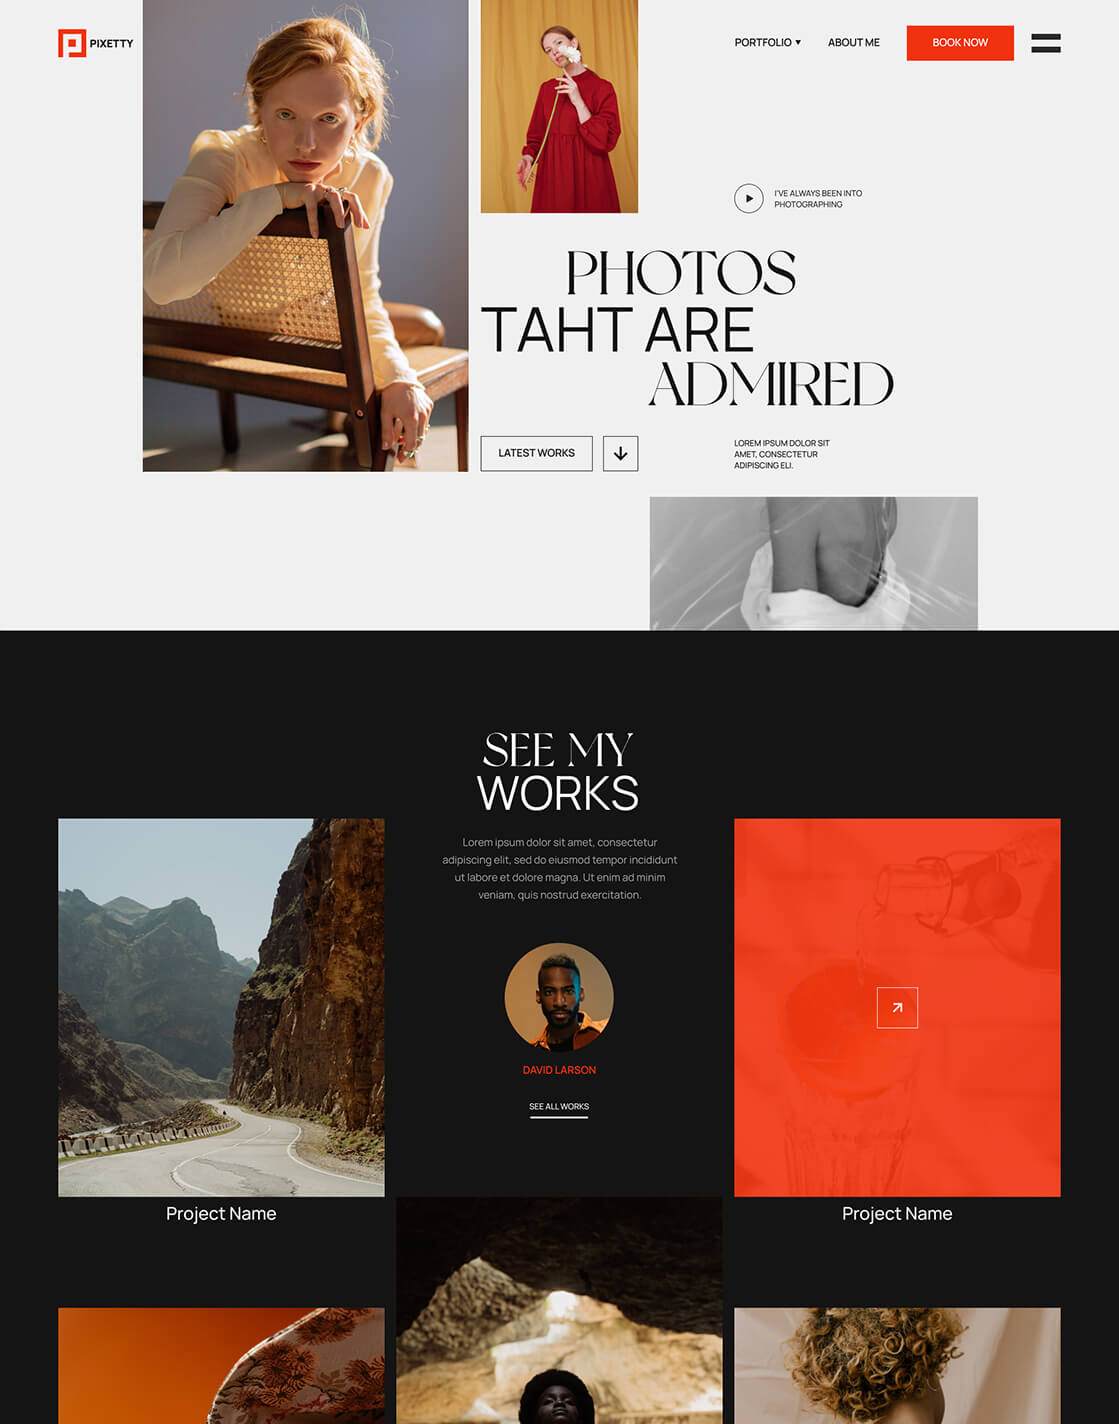 PIXETTY
PORTFOLIO ▼ ABOUT ME BOOK NOW
I'VE ALWAYS BEEN INTO
PHOTOGRAPHING
PHOTOS
TAHT ARE
ADMIRED
LATEST WORKS
LOREM IPSUM DOLOR SIT
AMET, CONSECTETUR
ADIPISCING ELI.
SEE MY
WORKS
Lorem ipsum dolor sit amet, consectetur
adipiscing elit, sed do eiusmod tempor incididunt
ut labore et dolore magna. Ut enim ad minim
veniam, quis nostrud exercitation.
DAVID LARSON
SEE ALL WORKS
Project Name
Project Name